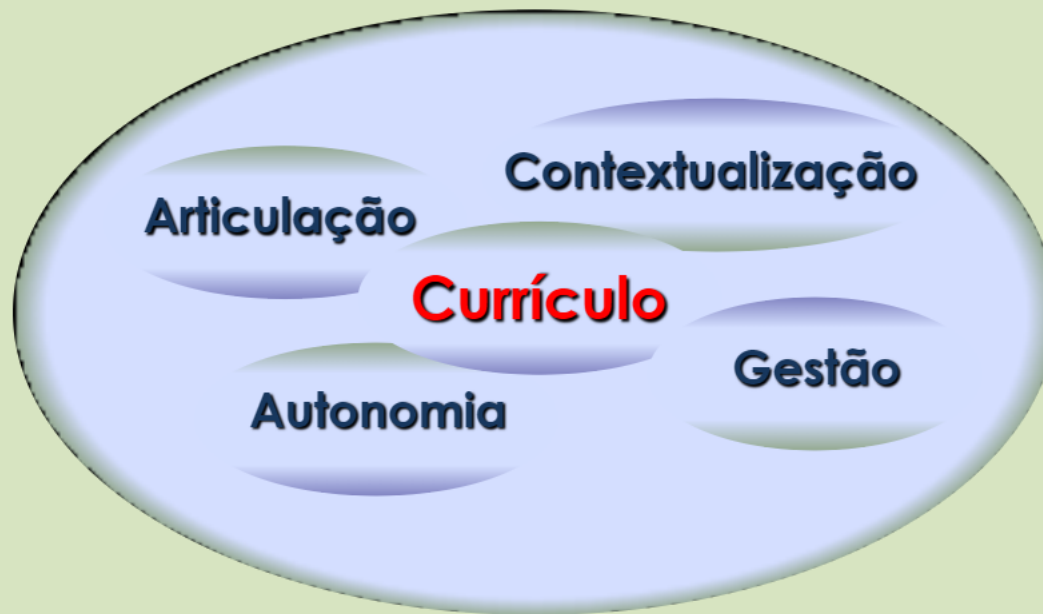 Contextualização
Articulação
Currículo
Gestão
Autonomia